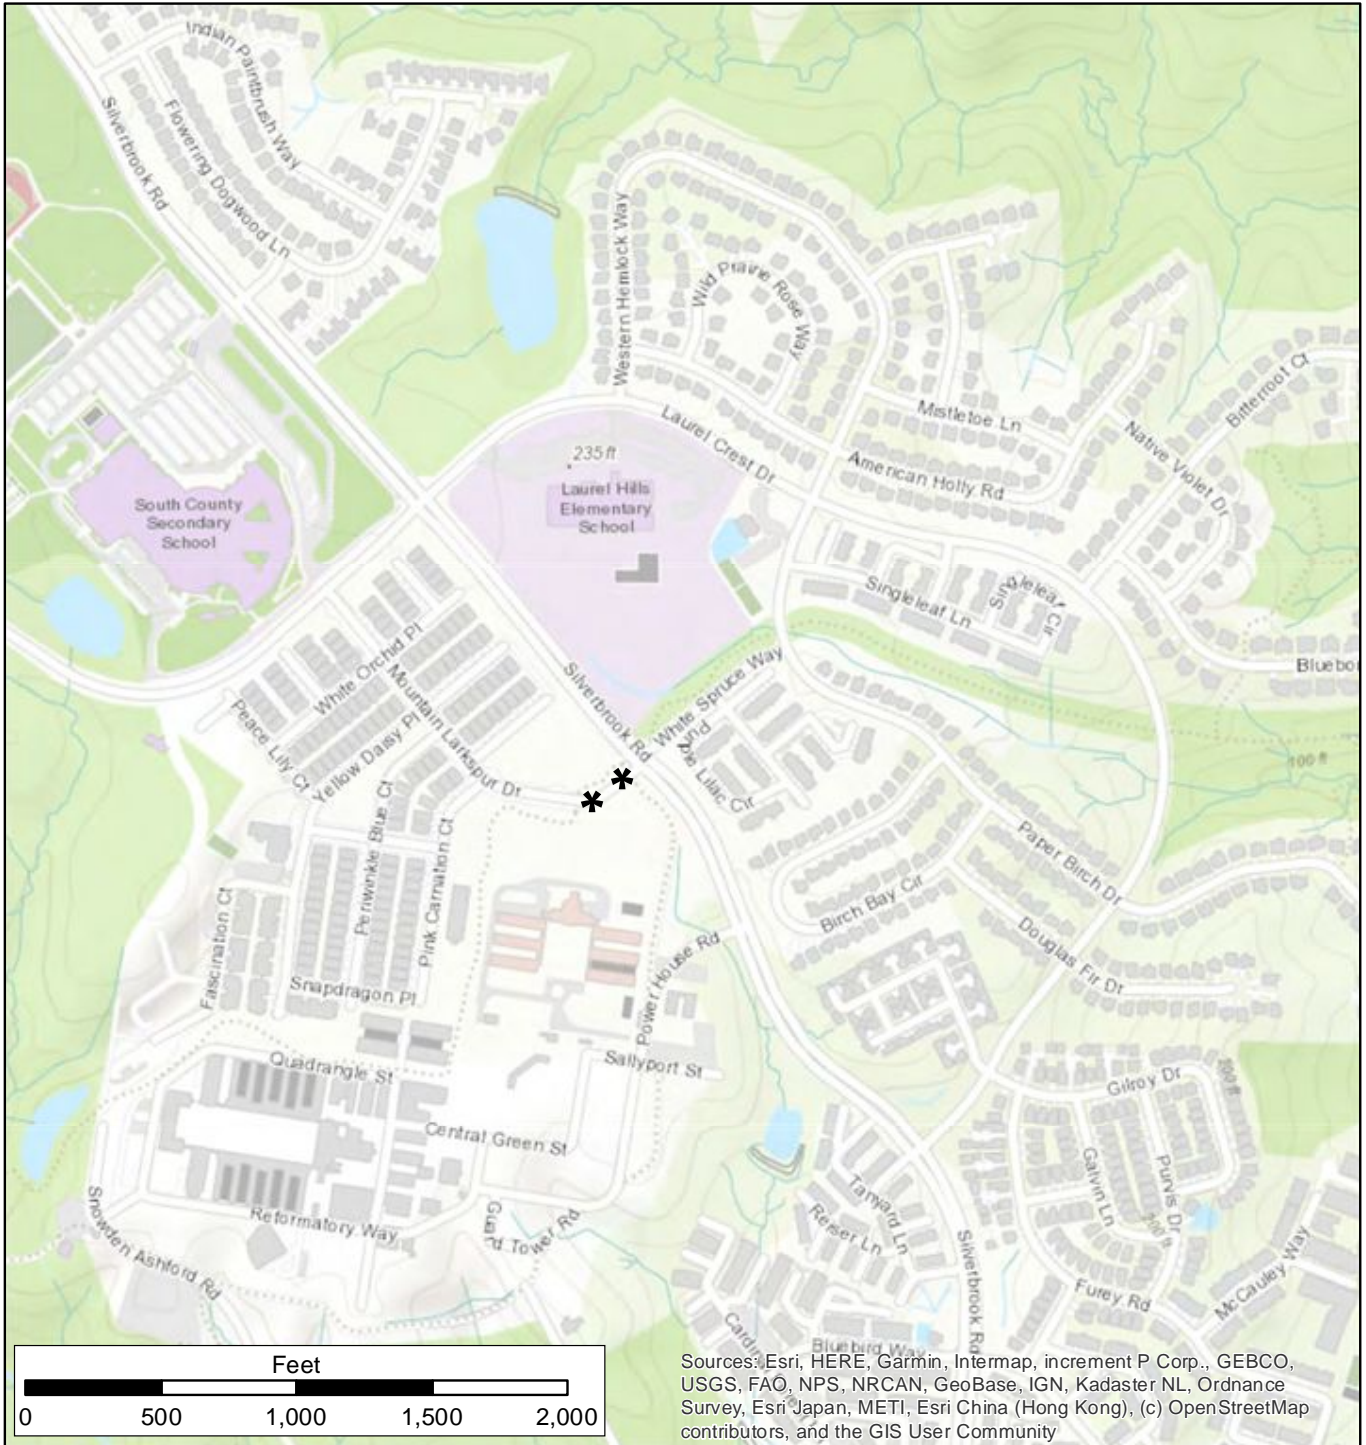 Indian Paintbrush Way
Silverbrook Rd
Flowering Dogwood Ln
Western Hemlock Way
Wild Prairie Rose Way
Mistletoe Ln
Bitterroot Ct
Native Violet Dr
Laurel Crest Dr
American Holly Rd
235 ft
Laurel Hills
Elementary
School
South County
Secondary
School
Singleleaf Ln
Singleleaf Cir
White Orchid Pl
Mountain Larkspur Dr
Silverbrook Rd
White Spruce Way
Peace Lily Ct
Yellow Daisy Pl
Lilac Cir
100 ft
Periwinkle Blue Ct
Pink Carnation Ct
Paper Birch Dr
Birch Bay Cir
Douglas Fir Dr
Fascination Ct
Snapdragon Pl
Power House Rd
Quadrangle St
Sallyport St
Gilroy Dr
200 ft
Central Green St
Galvin Ln
Purvis Dr
200 ft
Snowden Ashford Rd
Reformatory Way
Guard Tower Rd
Tanyard Ln
Reiser Ln
Silverbrook Rd
Furey Rd
McCauley Way
Bluebird Way
Feet
0 500 1,000 1,500 2,000
Sources: Esri, HERE, Garmin, Intermap, increment P Corp., GEBCO,
USGS, FAO, NPS, NRCAN, GeoBase, IGN, Kadaster NL, Ordnance
Survey, Esri Japan, METI, Esri China (Hong Kong), (c) OpenStreetMap
contributors, and the GIS User Community